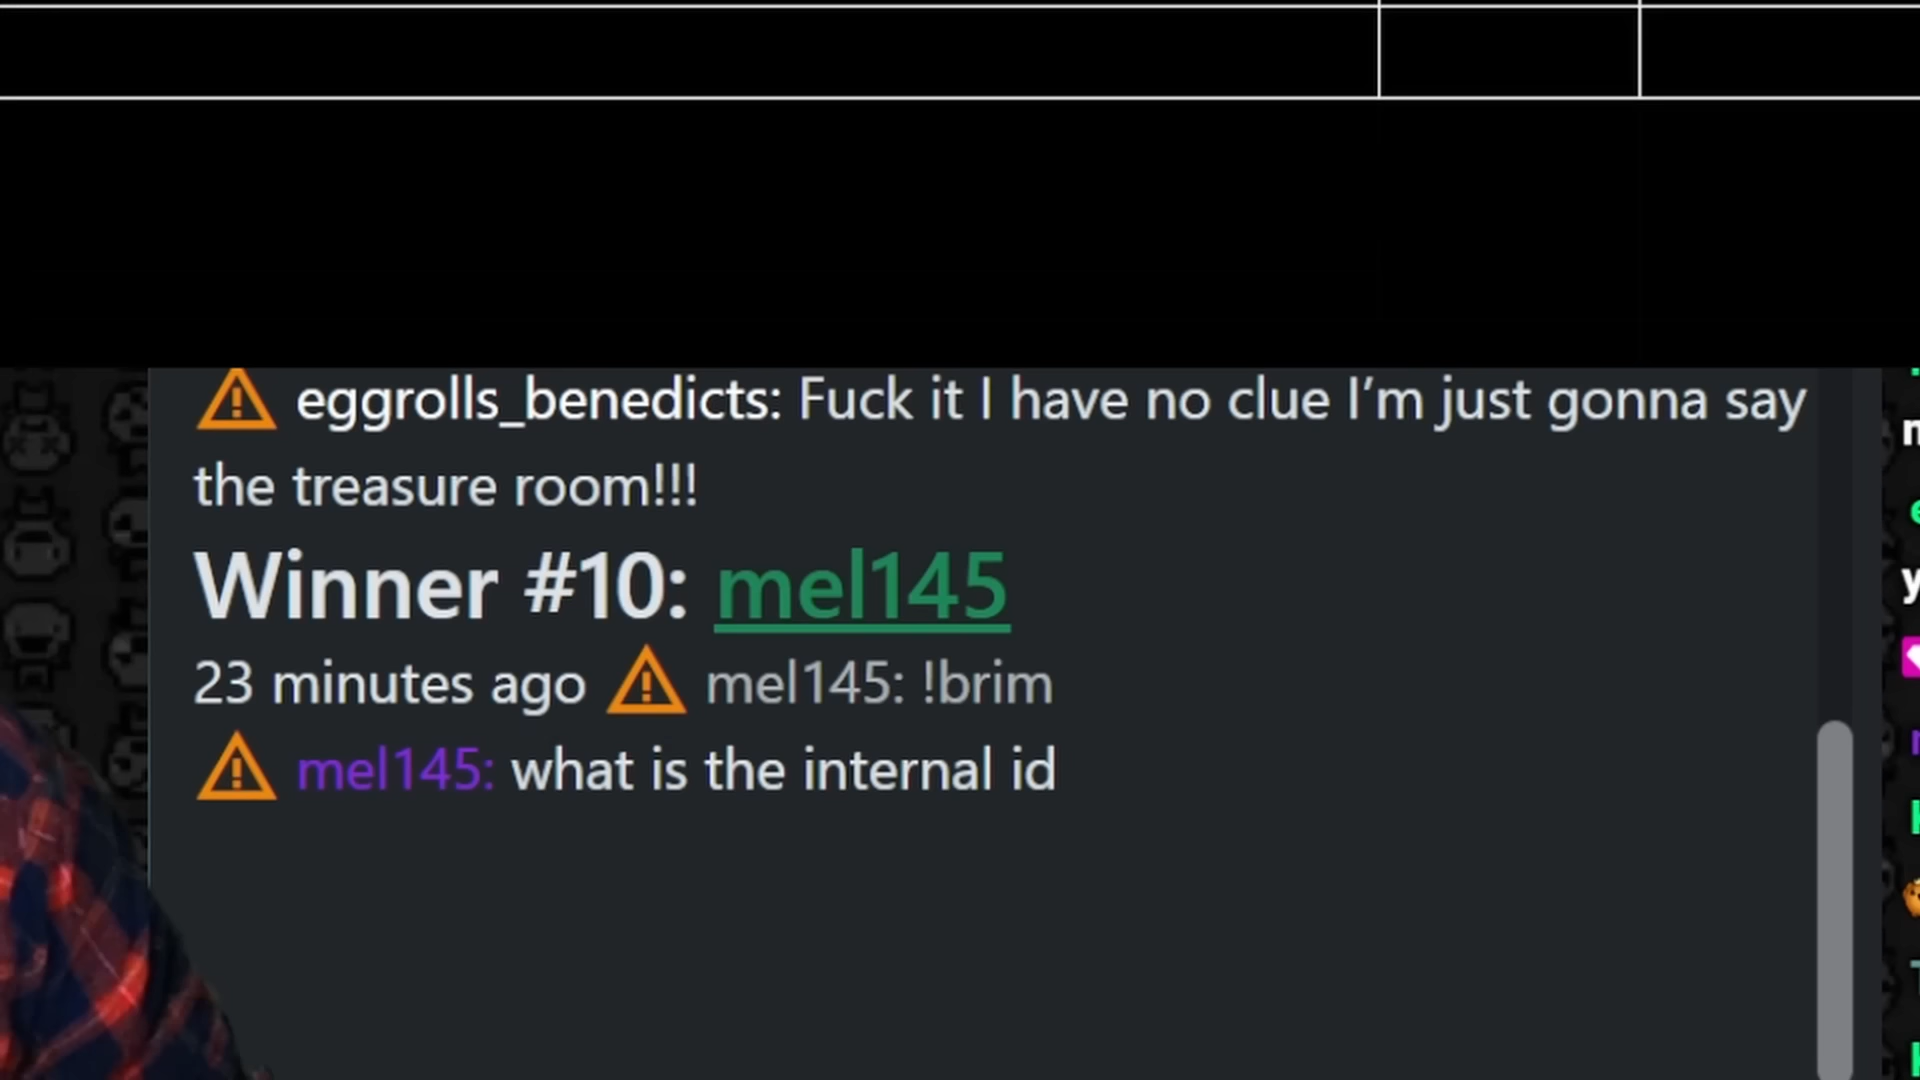 eggrolls_benedicts: Fuck it I have no clue I’m just gonna say
the treasure room!!!
Winner #10: mel145
23 minutes ago mel145: !brim
mel145: what is the internal id